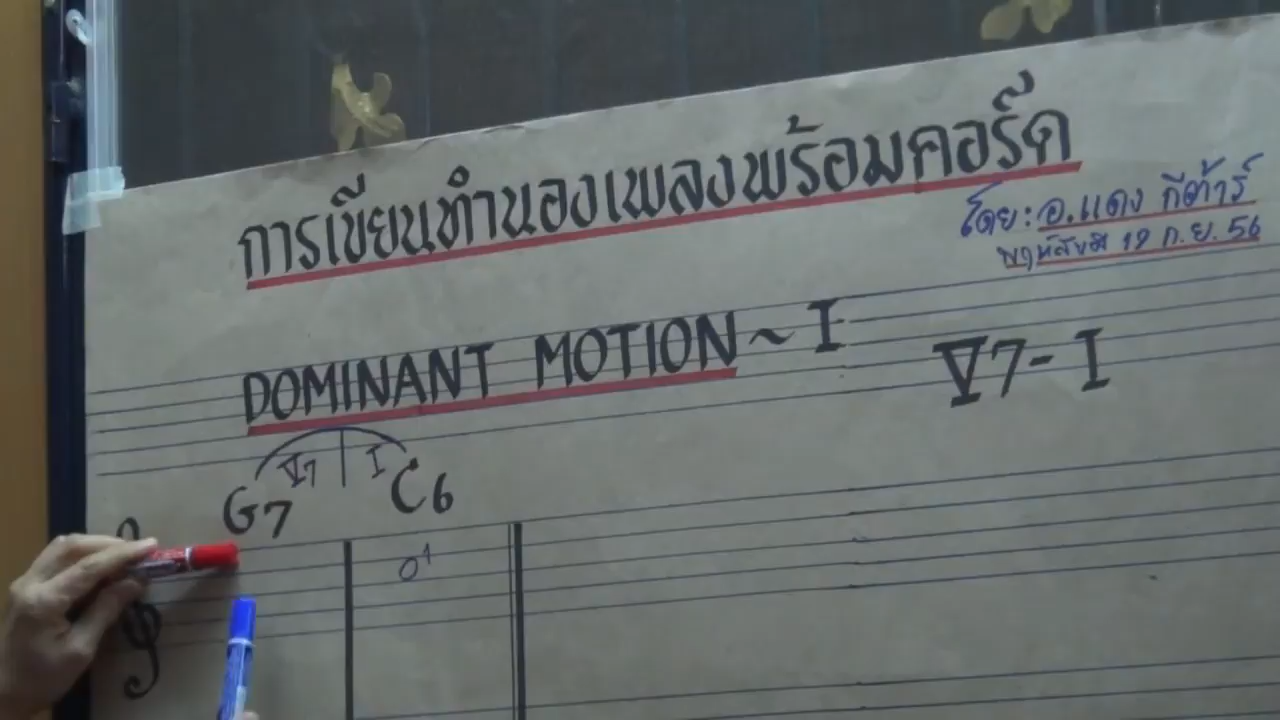 การเขียนทำนองเพลงพร้อมคอร์ด
โดย: อ.แดง กีต้าร์
พฤหัสบดี 19 ก.ย. 56
DOMINANT MOTION ~ I
V7 - I
V7 I
G7 C6
1